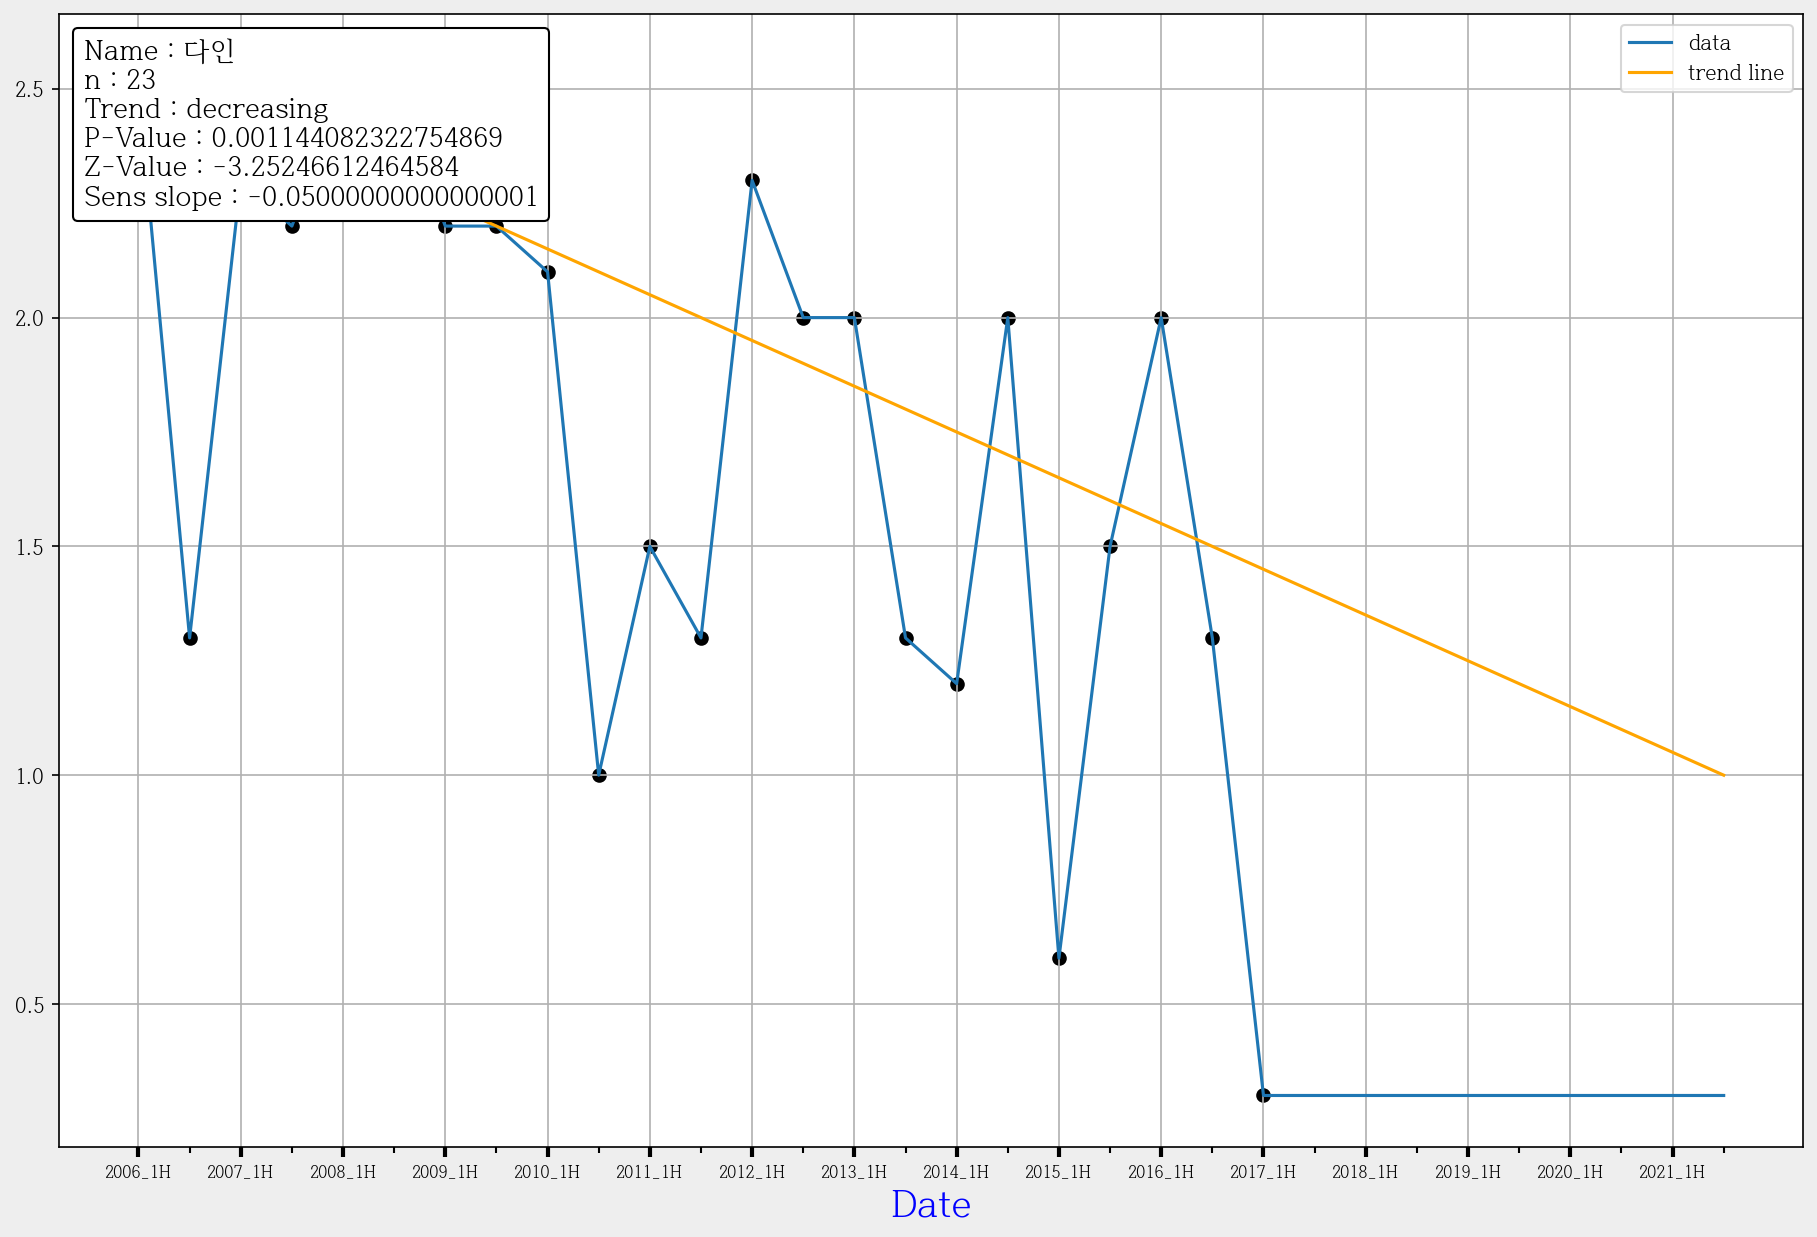 Name : 다인
n : 23
Trend : decreasing
P-Value : 0.001144082322754869
Z-Value : -3.25246612464584
Sens slope : -0.05000000000000001
data
trend line
2.5
2.0
1.5
1.0
0.5
2006_1H 2007_1H 2008_1H 2009_1H 2010_1H 2011_1H 2012_1H 2013_1H 2014_1H 2015_1H 2016_1H 2017_1H 2018_1H 2019_1H 2020_1H 2021_1H
Date